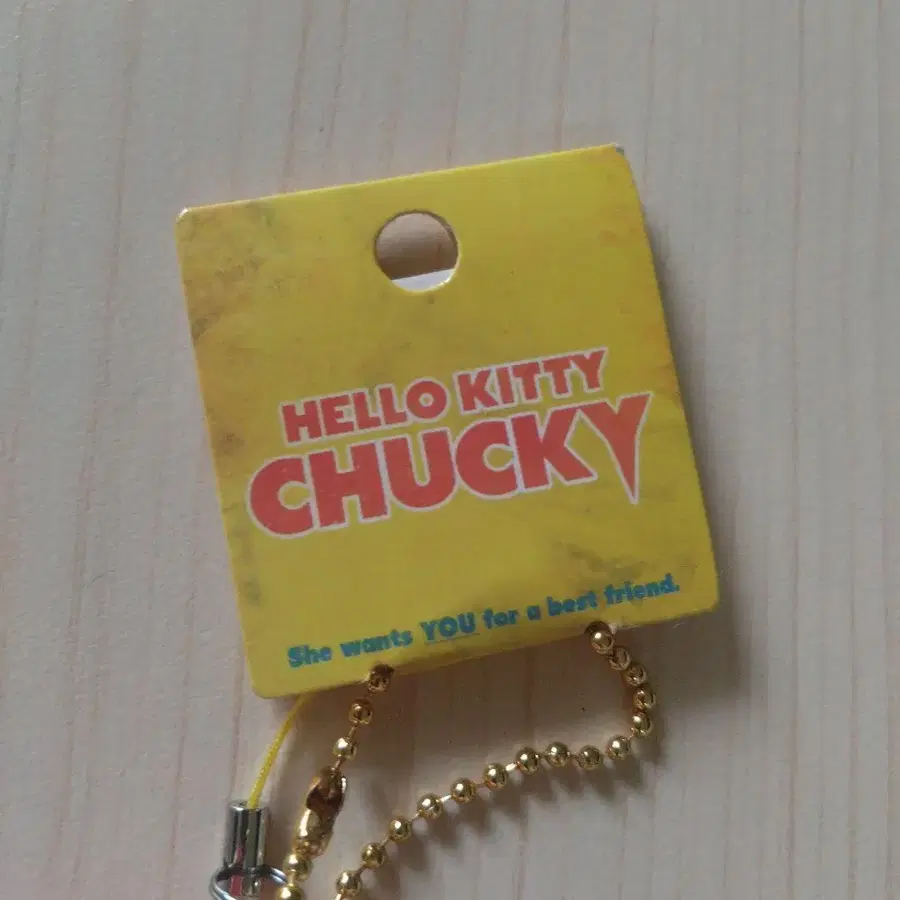 HELLO KITTY
CHUCKY
She wants YOU for a best friend.